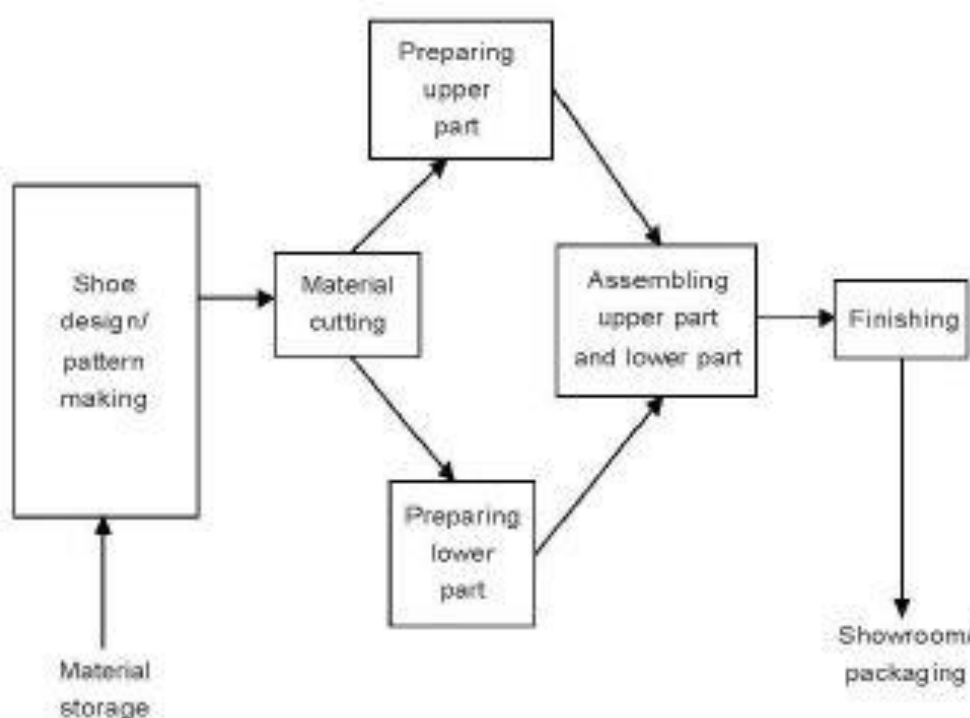 Preparing
upper
part
Shoe
design/
pattern
making
Material
cutting
Assembling
upper part
and lower part
Finishing
Preparing
lower
part
Material
storage
Showroom/
packaging